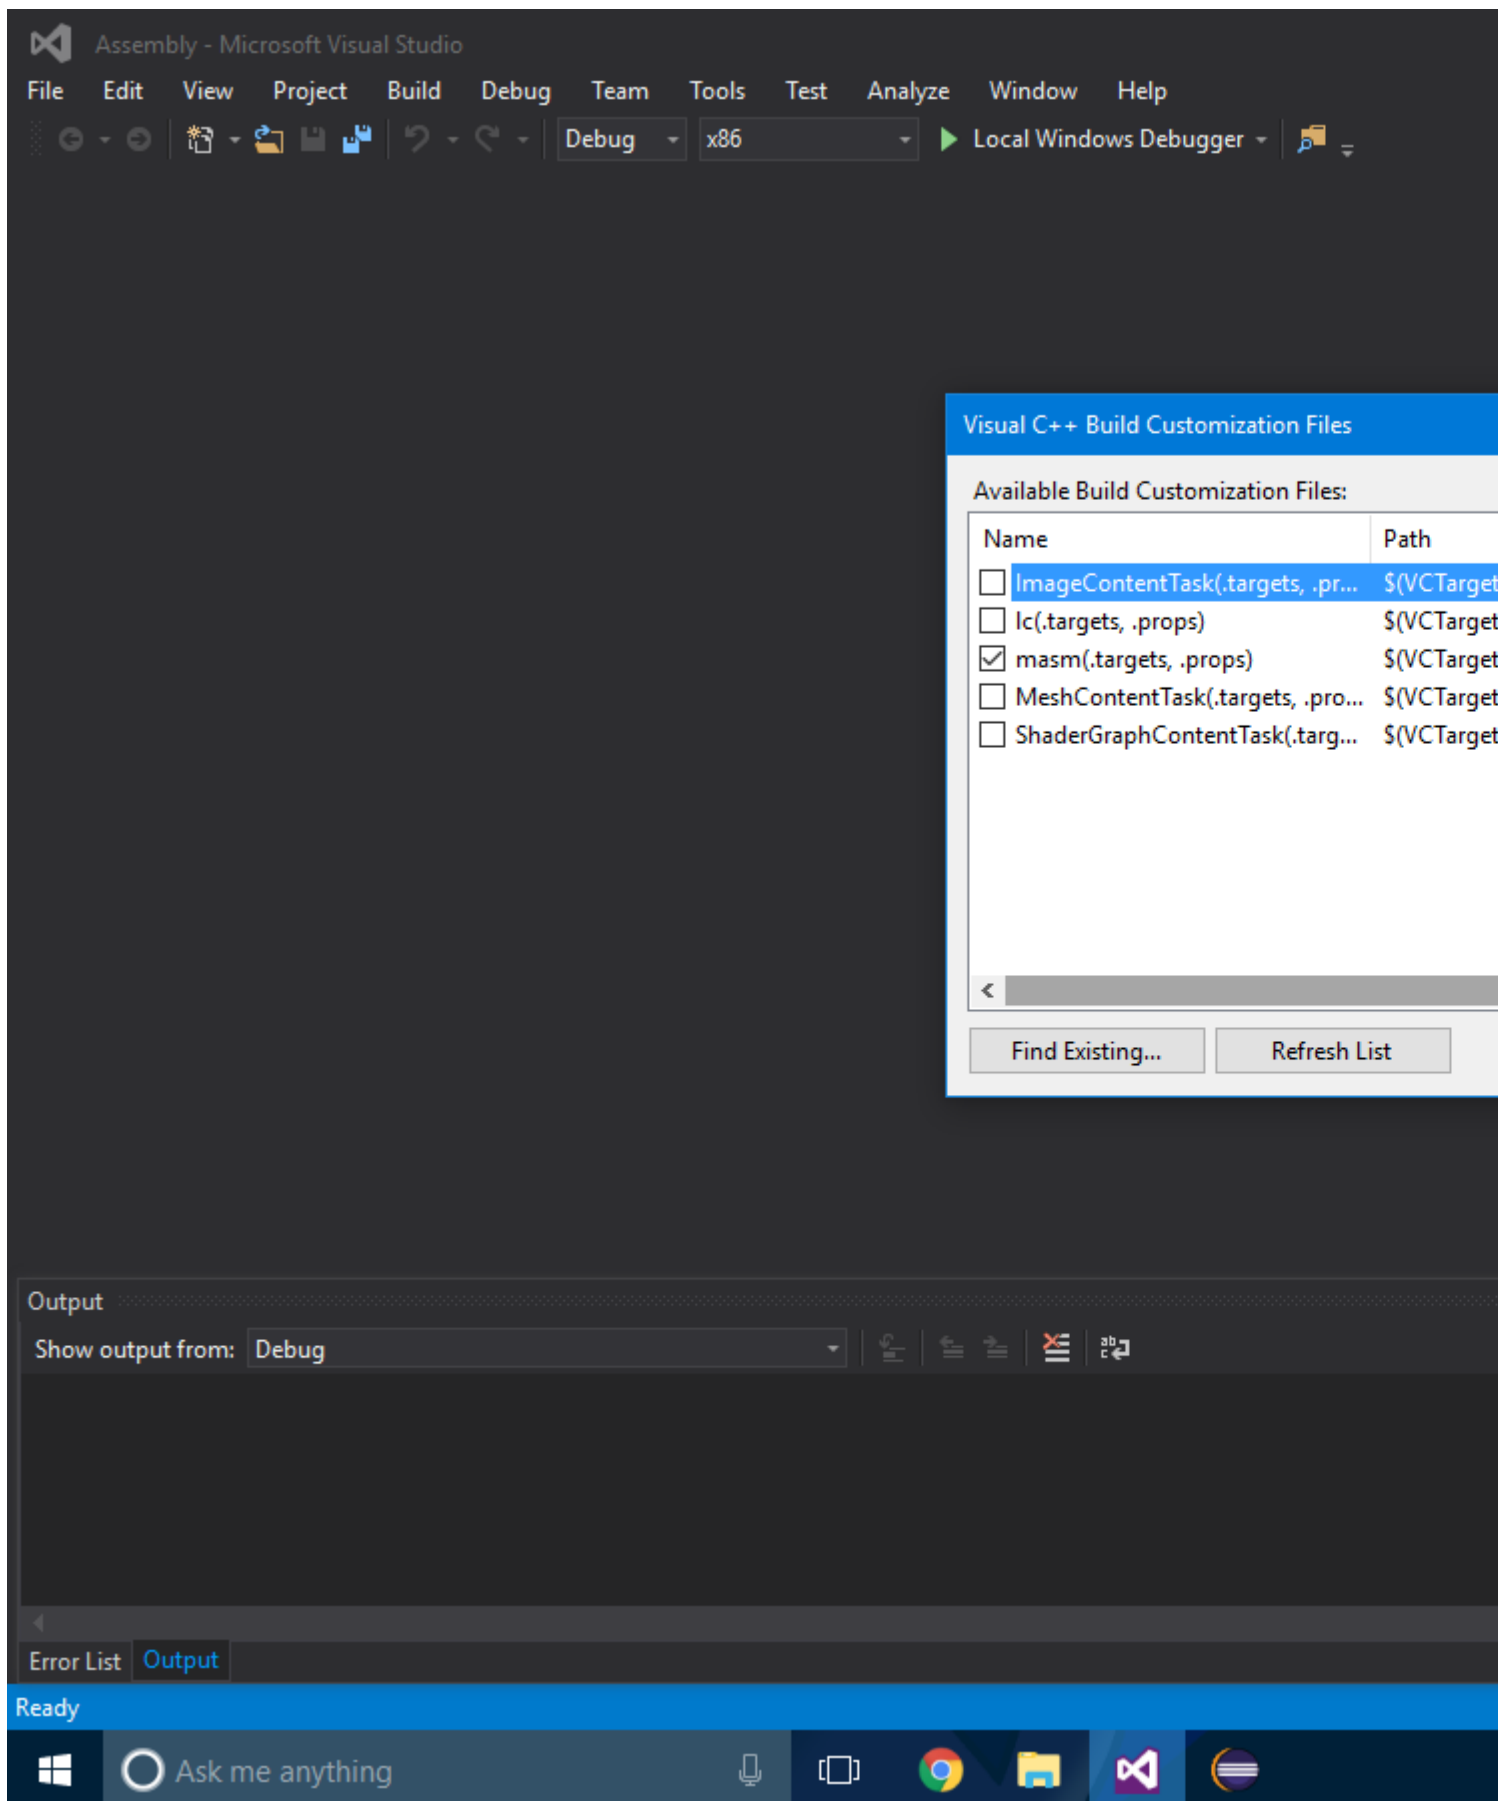 Assembly - Microsoft Visual Studio
File Edit View Project Build Debug Team Tools Test Analyze Window Help
Debug x86 Local Windows Debugger
Visual C++ Build Customization Files
Available Build Customization Files:
Name Path
ImageContentTask(.targets, .pr... $(VCTarget
lc(.targets, .props) $(VCTarget
masm(.targets, .props) $(VCTarget
MeshContentTask(.targets, .pro... $(VCTarget
ShaderGraphContentTask(.targ... $(VCTarget
Find Existing... Refresh List
Output
Show output from: Debug
Error List Output
Ready
Ask me anything